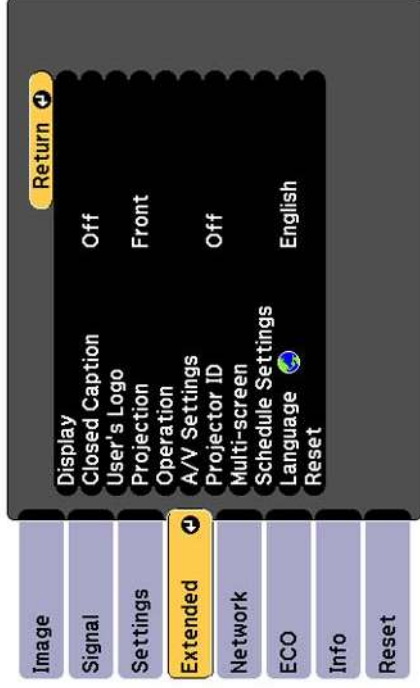 Image
Signal
Settings
Extended
Network
ECO
Info
Reset
Return
Display
Closed Caption Off
User's Logo
Projection Front
Operation
A/V Settings
Projector ID Off
Multi-screen
Schedule Settings
Language English
Reset